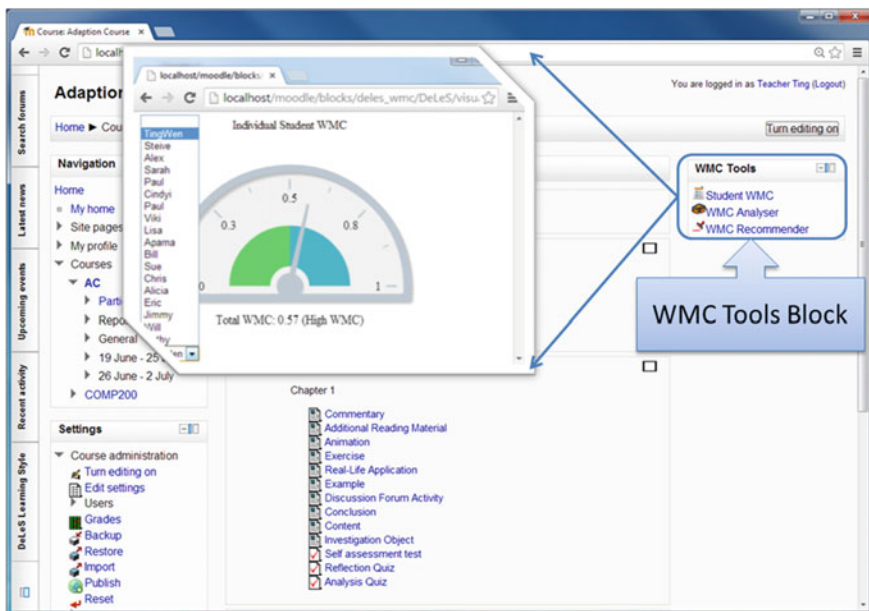 Course: Adaption Course
localh
You are logged in as Teacher Ting (Logout)
Adaption
Home ► Cou
Turn editing on
Search forums
Latest news
Upcoming events
Recent activity
DeLeS Learning Style
Navigation
Home
My home
Site pages
My profile
Courses
AC
Parti
Repor
General
19 June - 25
26 June - 2 July
COMP200
Settings
Course administration
Turn editing on
Edit settings
Users
Grades
Backup
Restore
Import
Publish
Reset
localhost/moodle/blocks/
localhost/moodle/blocks/deles_wmc/DeLeS/visu
Individual Student WMC
TingWen
Steive
Alex
Sarah
Paul
Cindyi
Paul
Viki
Lisa
Aparna
Bill
Sue
Chris
Alicia
Eric
Jimmy
Will
0
0.3
0.5
0.8
1
Total WMC: 0.57 (High WMC)
WMC Tools
Student WMC
WMC Analyser
WMC Recommender
WMC Tools Block
Chapter 1
Commentary
Additional Reading Material
Animation
Exercise
Real-Life Application
Example
Discussion Forum Activity
Conclusion
Content
Investigation Object
Self assessment test
Reflection Quiz
Analysis Quiz